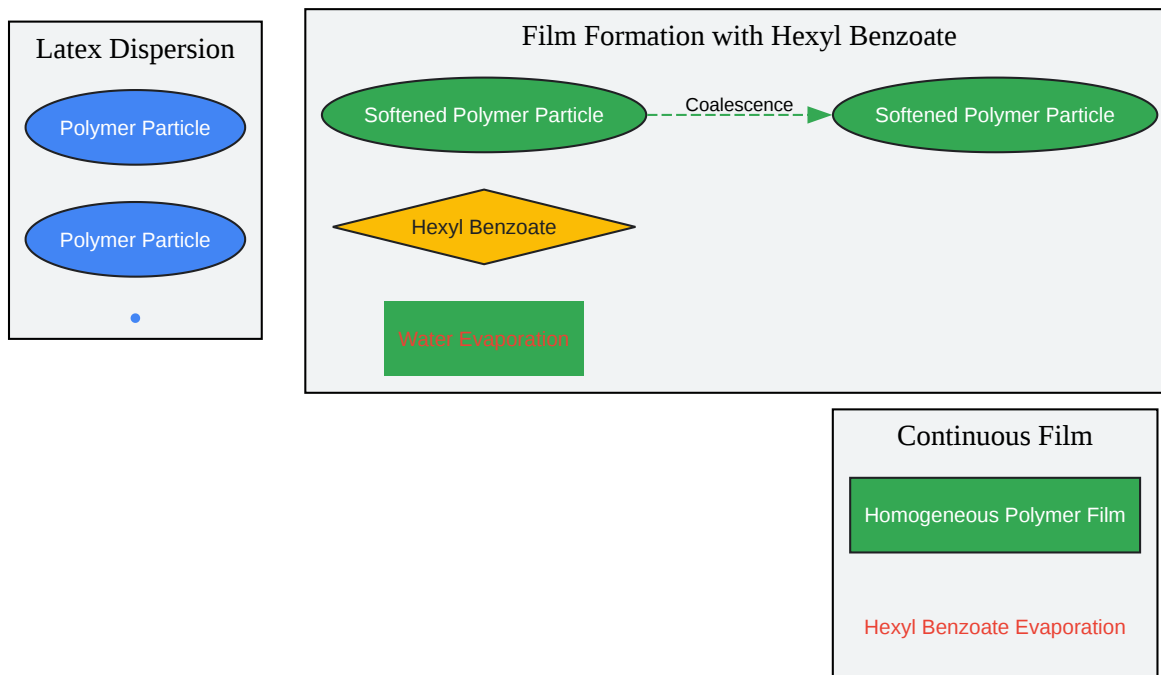 Latex Dispersion
Polymer Particle
Polymer Particle
Film Formation with Hexyl Benzoate
Softened Polymer Particle
Coalescence
Softened Polymer Particle
Hexyl Benzoate
Water Evaporation
Continuous Film
Homogeneous Polymer Film
Hexyl Benzoate Evaporation